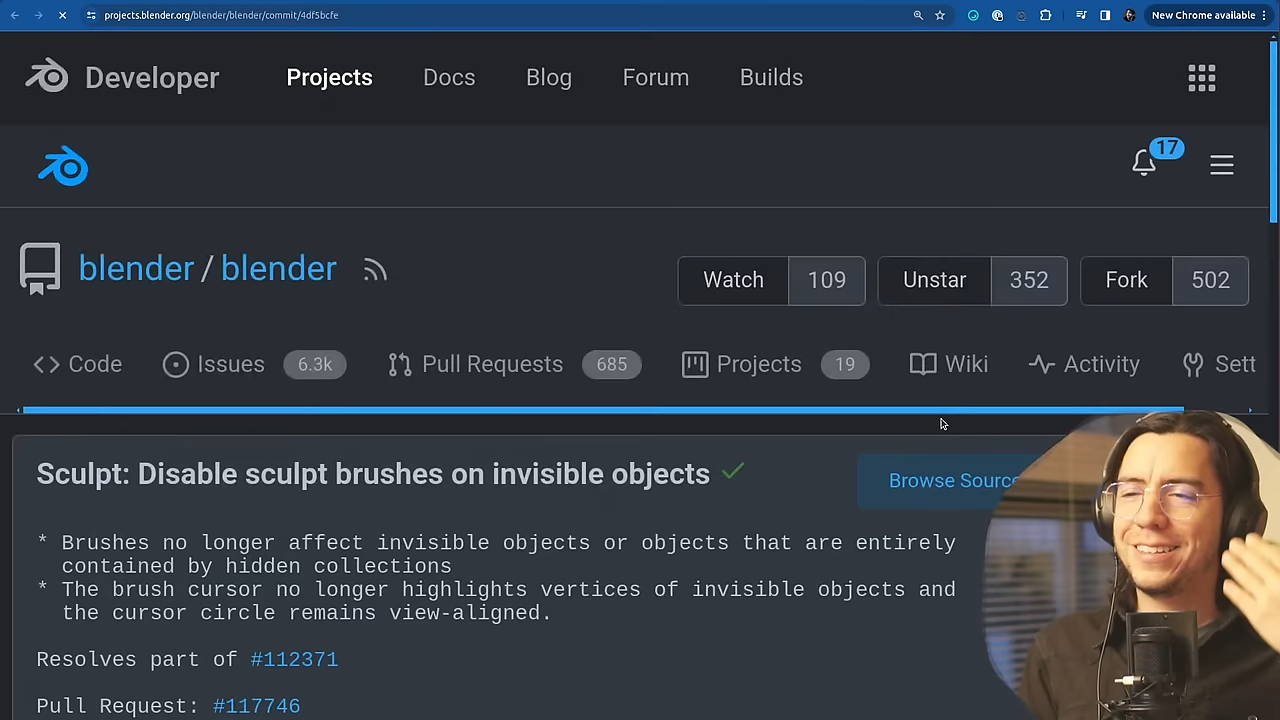 projects.blender.org/blender/blender/commit/4df5bcfe
New Chrome available
Developer Projects Docs Blog Forum Builds
17
blender / blender
Watch 109 Unstar 352 Fork 502
Code Issues 6.3k Pull Requests 685 Projects 19 Wiki Activity Sett
Sculpt: Disable sculpt brushes on invisible objects
Browse Source
* Brushes no longer affect invisible objects or objects that are entirely
contained by hidden collections
* The brush cursor no longer highlights vertices of invisible objects and
the cursor circle remains view-aligned.
Resolves part of #112371
Pull Request: #117746